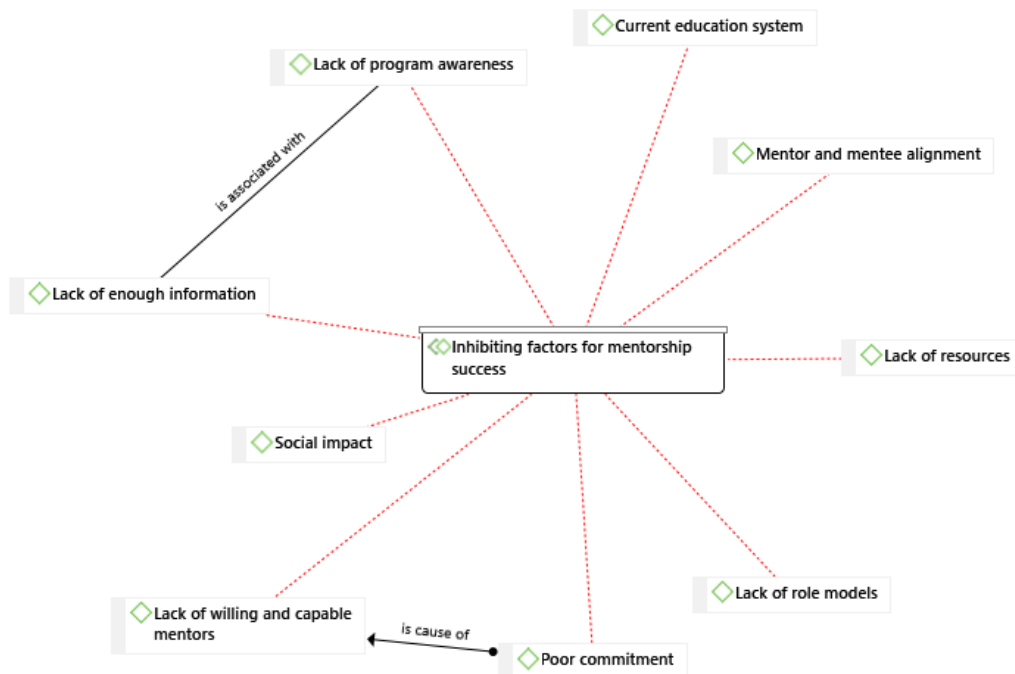 Current education system
Lack of program awareness
is associated with
Mentor and mentee alignment
Lack of enough information
Inhibiting factors for mentorship
success
Lack of resources
Social impact
Lack of role models
Lack of willing and capable
mentors
is cause of
Poor commitment